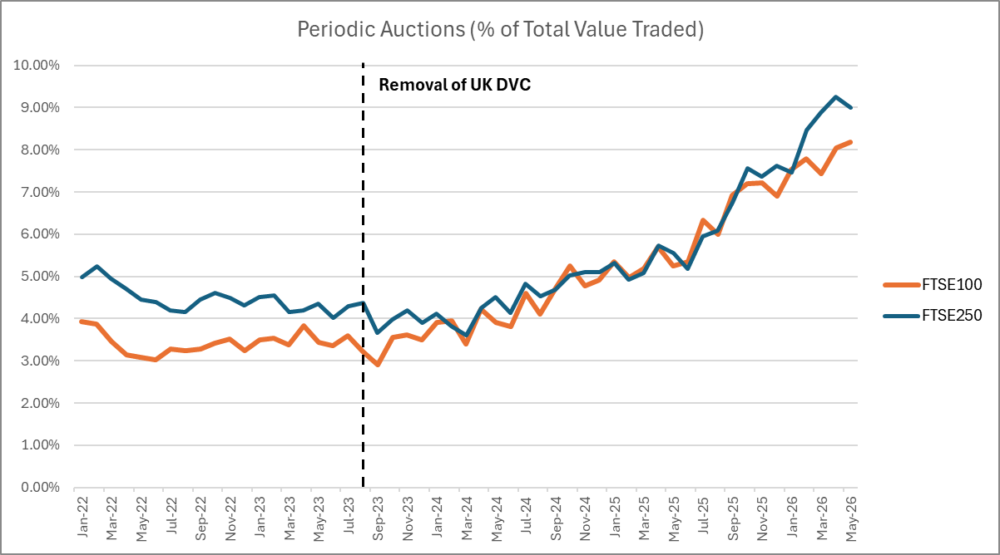 Periodic Auctions (% of Total Value Traded)
10.00%
Removal of UK DVC
9.00%
8.00%
7.00%
6.00%
5.00%
4.00%
3.00%
2.00%
1.00%
0.00%
FTSE100
FTSE250
Jan-22
Mar-22
May-22
Jul-22
Sep-22
Nov-22
Jan-23
Mar-23
May-23
Jul-23
Sep-23
Nov-23
Jan-24
Mar-24
May-24
Jul-24
Sep-24
Nov-24
Jan-25
Mar-25
May-25
Jul-25
Sep-25
Nov-25
Jan-26
Mar-26
May-26